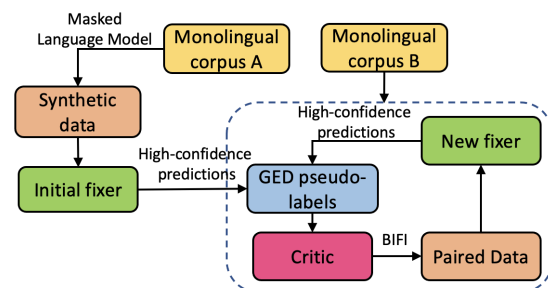 Masked
Language Model
Monolingual
corpus A
Monolingual
corpus B
Synthetic
data
High-confidence
predictions
New fixer
High-confidence
predictions
Initial fixer
GED pseudo-
labels
Critic
BIFI
Paired Data